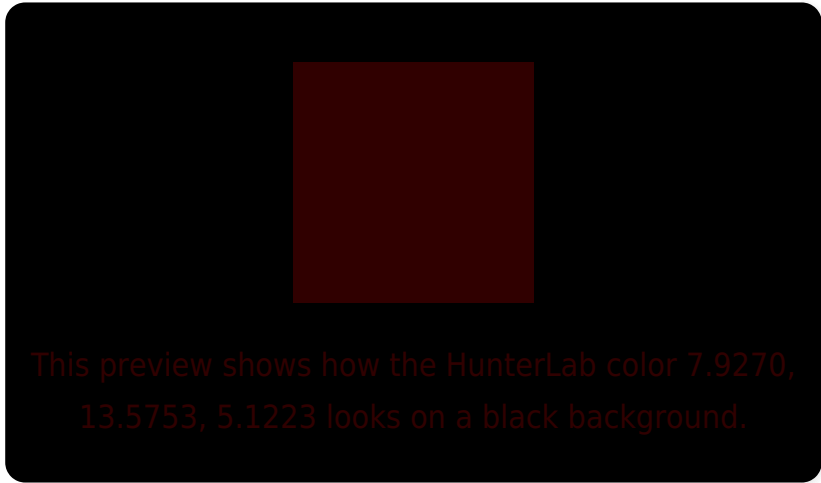 This preview shows how the HunterLab color 7.9270,
13.5753, 5.1223 looks on a black background.